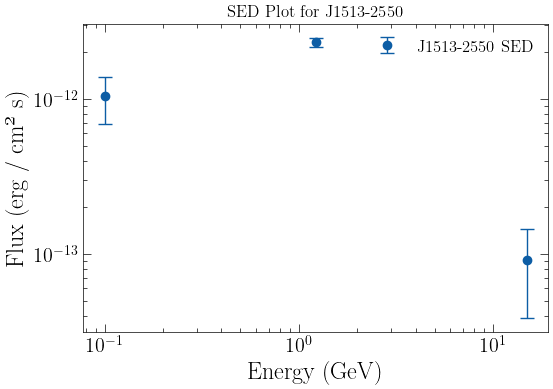 SED Plot for J1513-2550
J1513-2550 SED
Flux (erg / cm² s)
10⁻¹²
10⁻¹³
10⁻¹
10⁰
10¹
Energy (GeV)